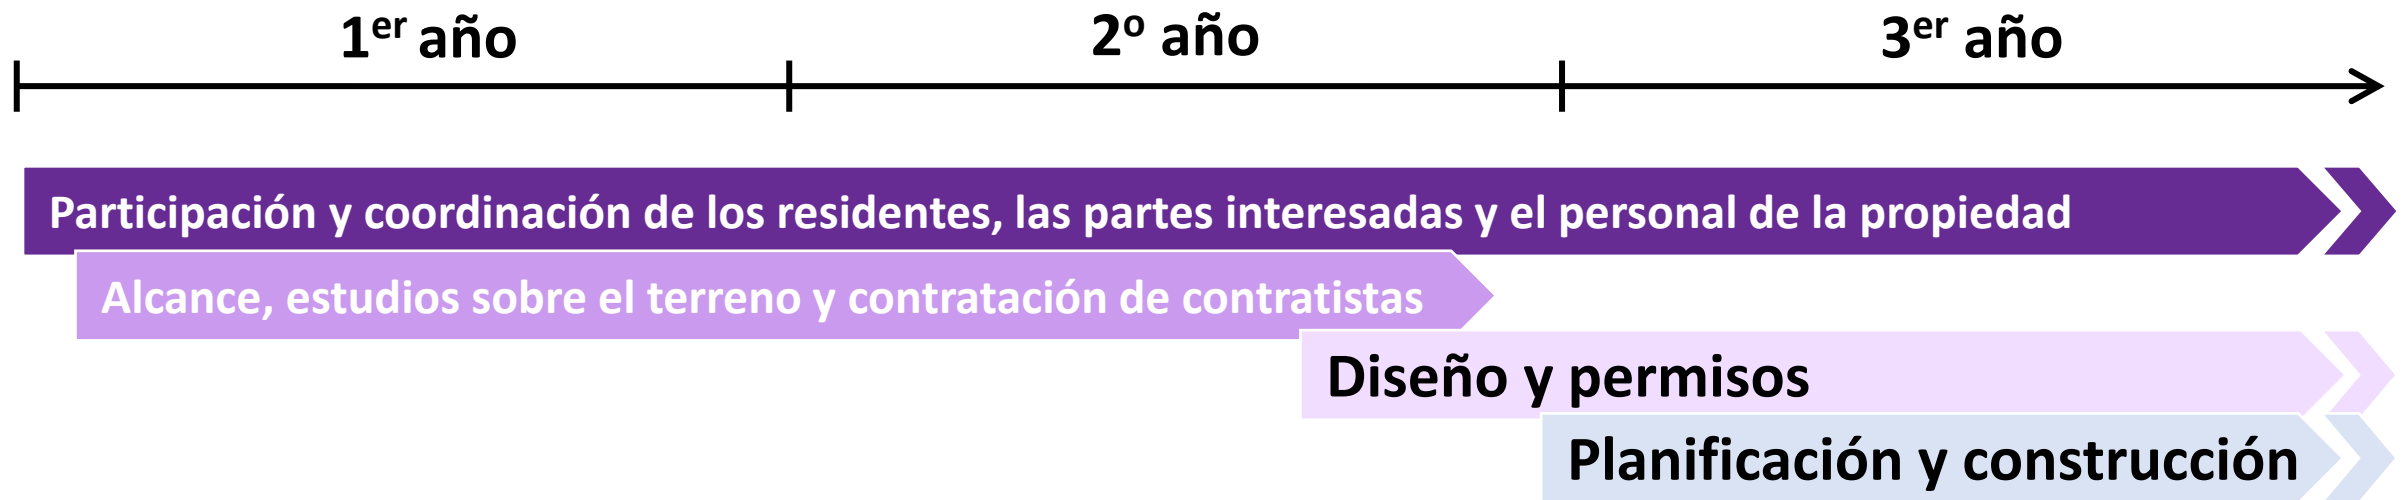 1er año
2º año
3er año
Participación y coordinación de los residentes, las partes interesadas y el personal de la propiedad
Alcance, estudios sobre el terreno y contratación de contratistas
Diseño y permisos
Planificación y construcción